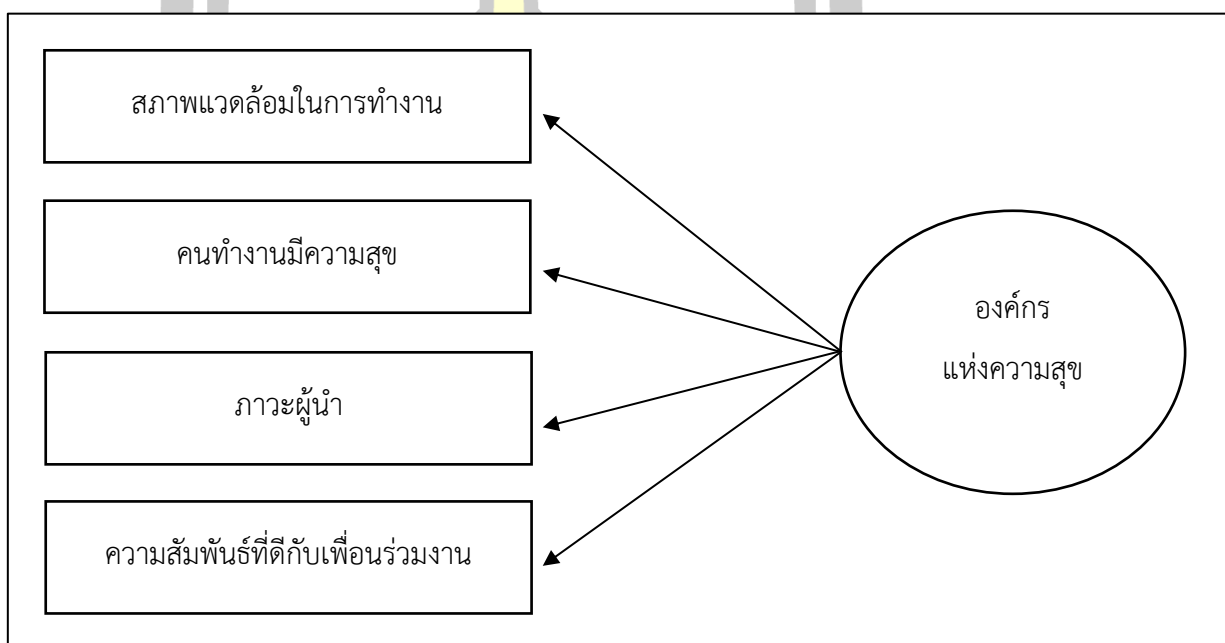 สภาพแวดล้อมในการทำงาน
คนทำงานมีความสุข
ภาวะผู้นำ
ความสัมพันธ์ที่ดีกับเพื่อนร่วมงาน
องค์กร
แห่งความสุข